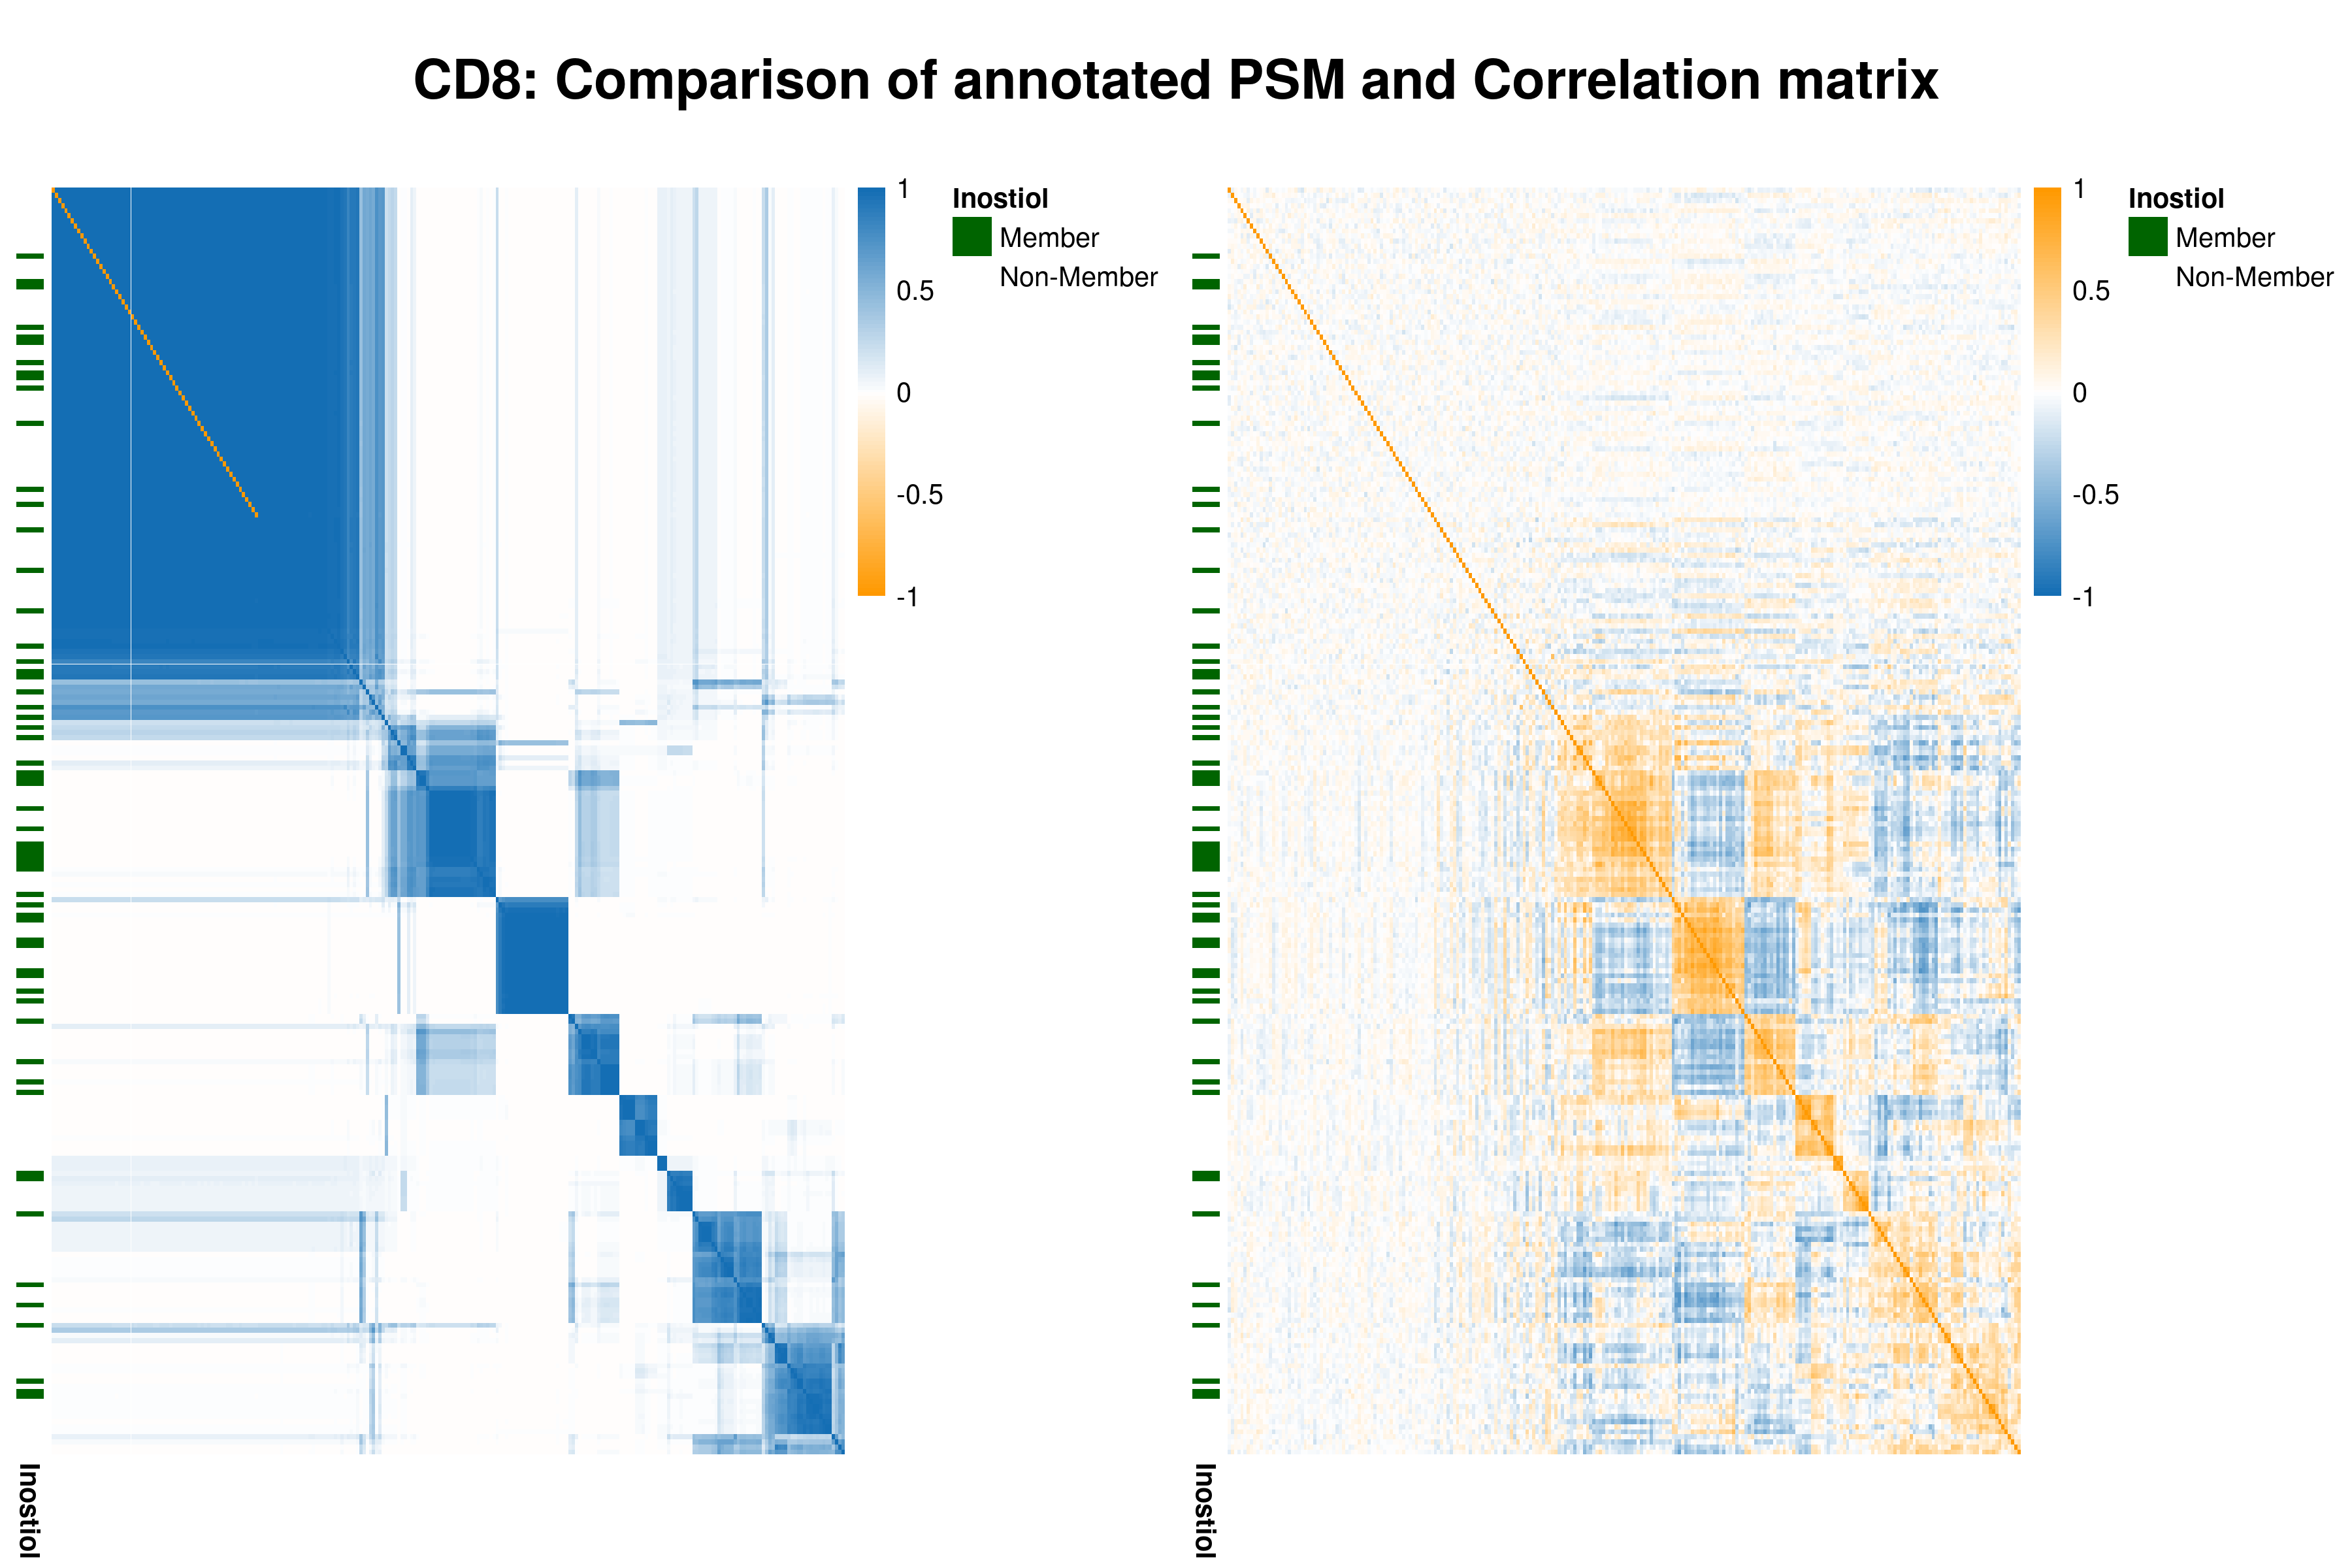 CD8: Comparison of annotated PSM and Correlation matrix
1
0.5
0
-0.5
-1
Inostiol
Member
Non-Member
Inostiol
1
0.5
0
-0.5
-1
Inostiol
Member
Non-Member
Inostiol